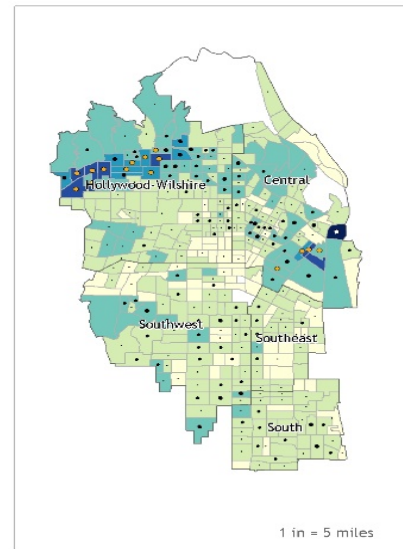 Hollywood-Wilshire
Central
Southwest
Southeast
South
1 in = 5 miles